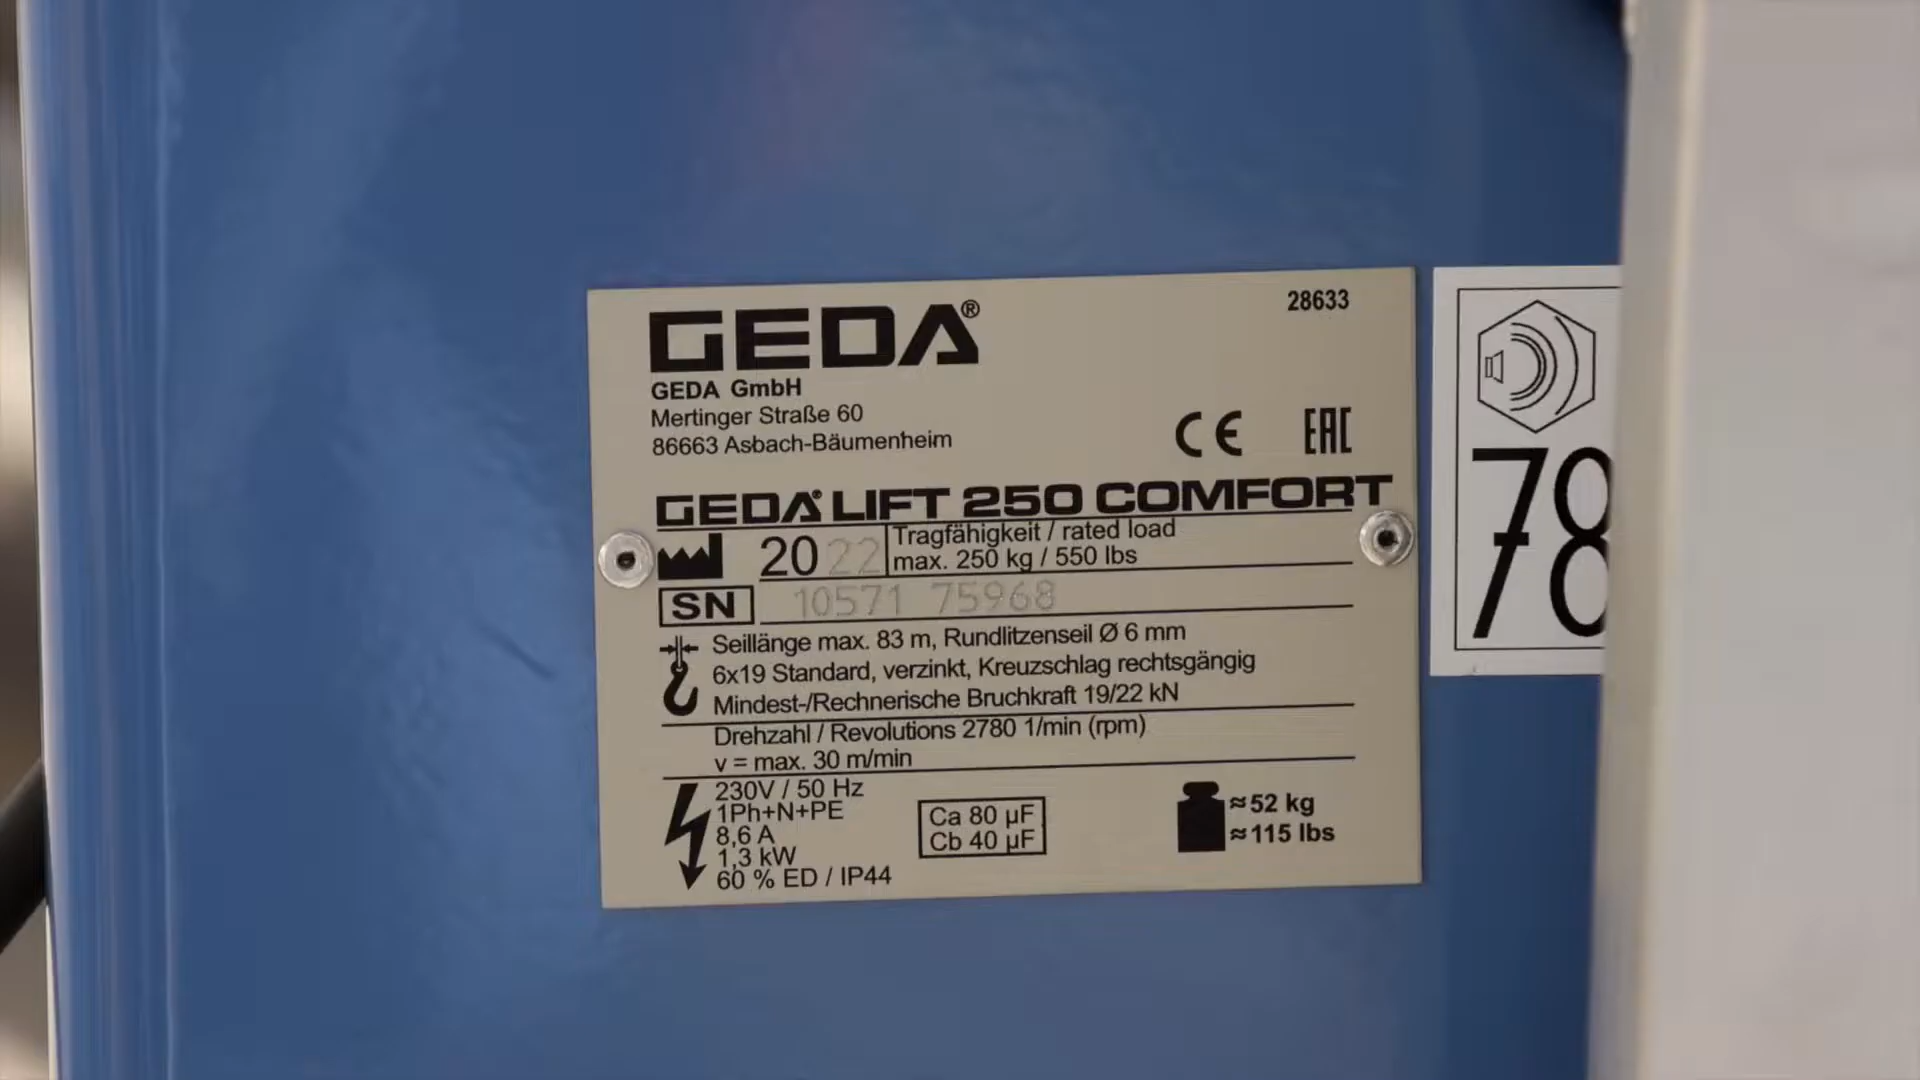 GEDA®
28633
GEDA GmbH
Mertinger Straße 60
86663 Asbach-Bäumenheim
CE EAC
GEDA® LIFT 250 COMFORT
2022
Tragfähigkeit / rated load
max. 250 kg / 550 lbs
SN 10571 75968
Seillänge max. 83 m, Rundlitzenseil Ø 6 mm
6x19 Standard, verzinkt, Kreuzschlag rechtsgängig
Mindest-/Rechnerische Bruchkraft 19/22 kN
Drehzahl / Revolutions 2780 1/min (rpm)
v = max. 30 m/min
230V / 50 Hz
1Ph+N+PE
8,6 A
1,3 kW
60 % ED / IP44
Ca 80 µF
Cb 40 µF
≈52 kg
≈115 lbs
78